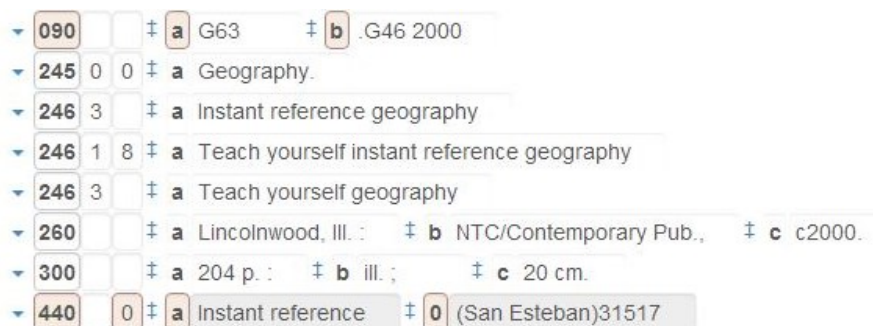 090 ‡ a G63 ‡ b .G46 2000
245 0 0 ‡ a Geography.
246 3 ‡ a Instant reference geography
246 1 8 ‡ a Teach yourself instant reference geography
246 3 ‡ a Teach yourself geography
260 ‡ a Lincolnwood, Ill. : ‡ b NTC/Contemporary Pub., ‡ c c2000.
300 ‡ a 204 p. : ‡ b ill. ; ‡ c 20 cm.
440 0 ‡ a Instant reference ‡ 0 (San Esteban)31517